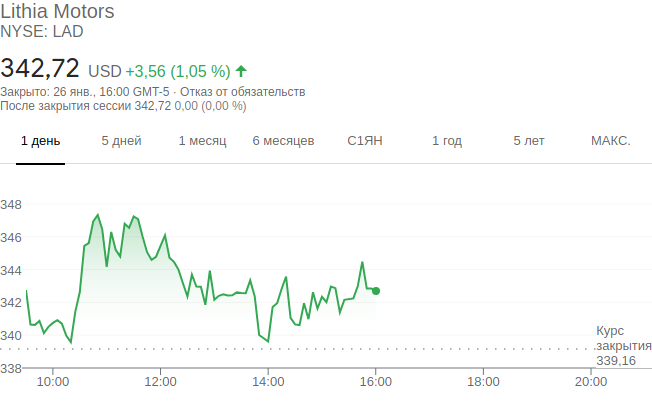 Lithia Motors
NYSE: LAD
342,72 USD +3,56 (1,05 %)
Закрыто: 26 янв., 16:00 GMT-5 · Отказ от обязательств
После закрытия сессии 342,72 0,00 (0,00 %)
1 день 5 дней 1 месяц 6 месяцев С1ЯН 1 год 5 лет МАКС.
348
346
344
342
340
338
Курс
закрытия
339,16
10:00 12:00 14:00 16:00 18:00 20:00